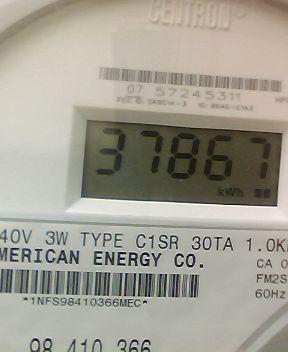 CENTRON
07 57245311
37867
kWh
40V 3W TYPE C1SR 30TA 1.0K
MERICAN ENERGY CO.
CA 0
FM2S
60Hz
*1NFS98410366MEC*
98 410 366